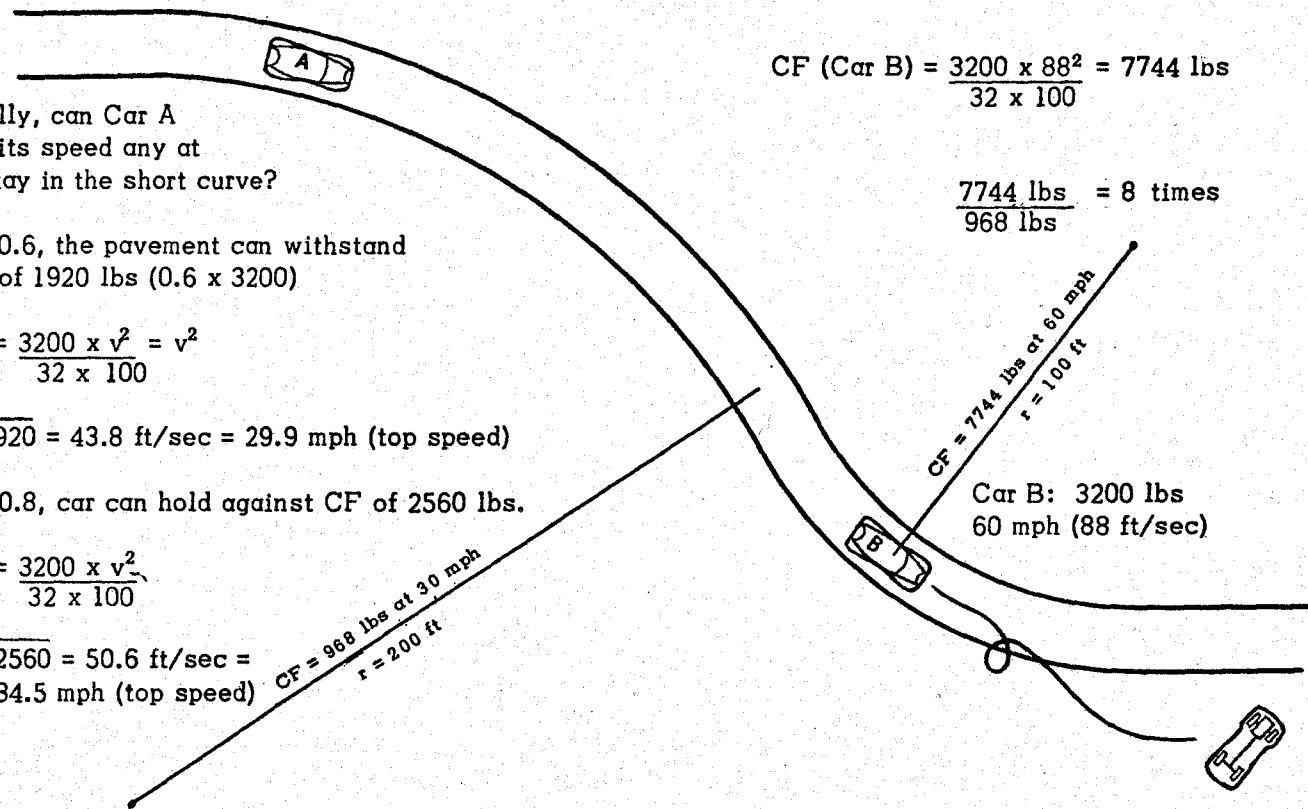 A
CF (Car B) = 3200 x 88² / 32 x 100 = 7744 lbs
lly, can Car A
its speed any at
ay in the short curve?
7744 lbs / 968 lbs = 8 times
0.6, the pavement can withstand
of 1920 lbs (0.6 x 3200)
= 3200 x v² / 32 x 100 = v²
920 = 43.8 ft/sec = 29.9 mph (top speed)
CF = 7744 lbs at 60 mph
r = 100 ft
0.8, car can hold against CF of 2560 lbs.
Car B: 3200 lbs
60 mph (88 ft/sec)
B
= 3200 x v² / 32 x 100
2560 = 50.6 ft/sec =
34.5 mph (top speed)
CF = 968 lbs at 30 mph
r = 200 ft